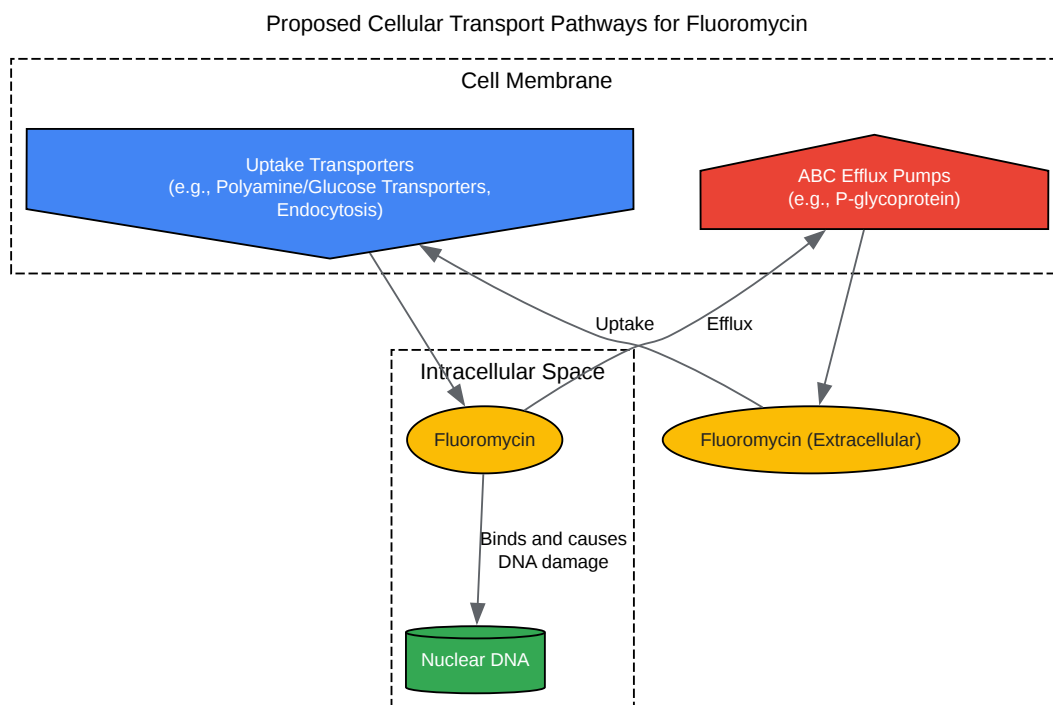 Proposed Cellular Transport Pathways for Fluoromycin
Cell Membrane
Uptake Transporters
(e.g., Polyamine/Glucose Transporters,
Endocytosis)
ABC Efflux Pumps
(e.g., P-glycoprotein)
Uptake
Efflux
Intracellular Space
Fluoromycin
Fluoromycin (Extracellular)
Binds and causes
DNA damage
Nuclear DNA